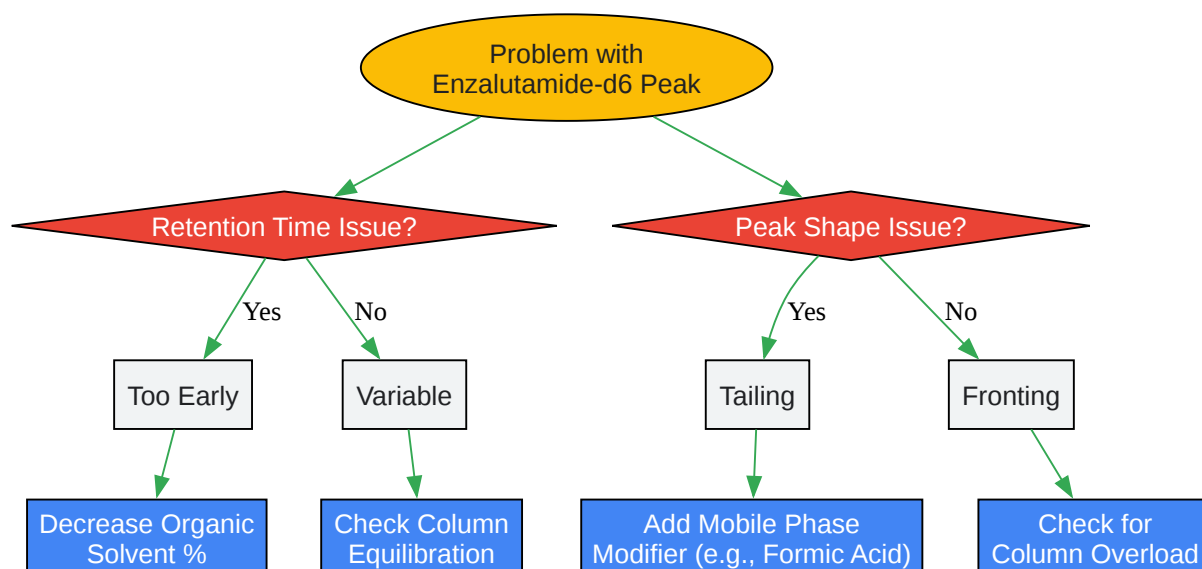 Problem with
Enzalutamide-d6 Peak
Retention Time Issue?
Peak Shape Issue?
Yes
No
Yes
No
Too Early
Variable
Tailing
Fronting
Decrease Organic
Solvent %
Check Column
Equilibration
Add Mobile Phase
Modifier (e.g., Formic Acid)
Check for
Column Overload